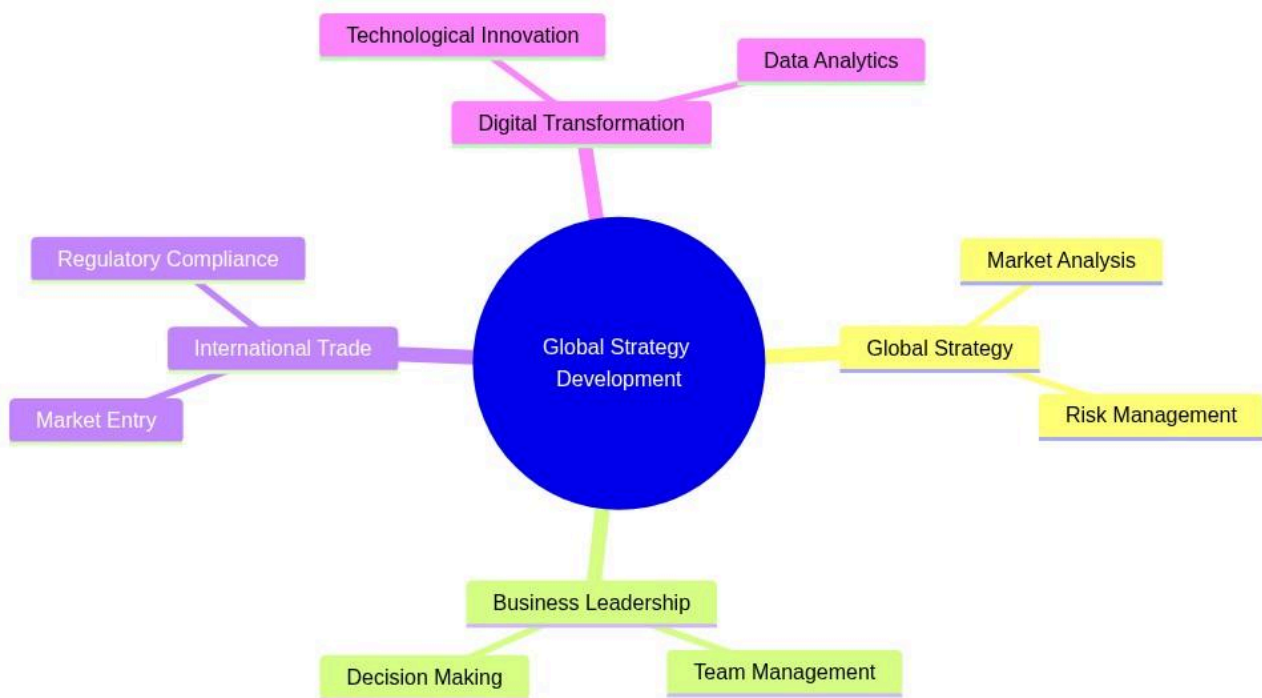 Technological Innovation
Data Analytics
Digital Transformation
Regulatory Compliance
Market Analysis
International Trade
Global Strategy
Development
Global Strategy
Market Entry
Risk Management
Business Leadership
Decision Making
Team Management